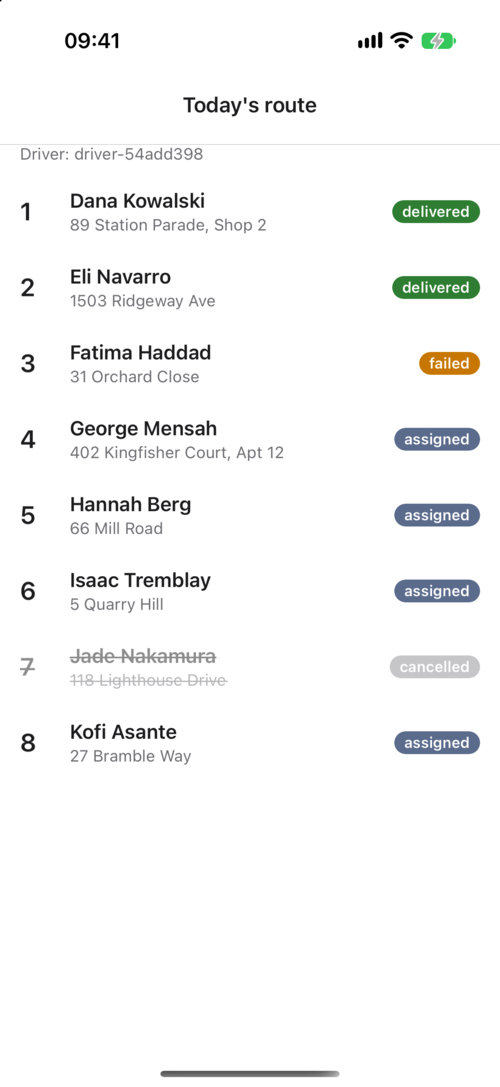 09:41
Today's route
Driver: driver-54add398
1
Dana Kowalski
89 Station Parade, Shop 2
delivered
2
Eli Navarro
1503 Ridgeway Ave
delivered
3
Fatima Haddad
31 Orchard Close
failed
4
George Mensah
402 Kingfisher Court, Apt 12
assigned
5
Hannah Berg
66 Mill Road
assigned
6
Isaac Tremblay
5 Quarry Hill
assigned
7
Jade Nakamura
118 Lighthouse Drive
cancelled
8
Kofi Asante
27 Bramble Way
assigned